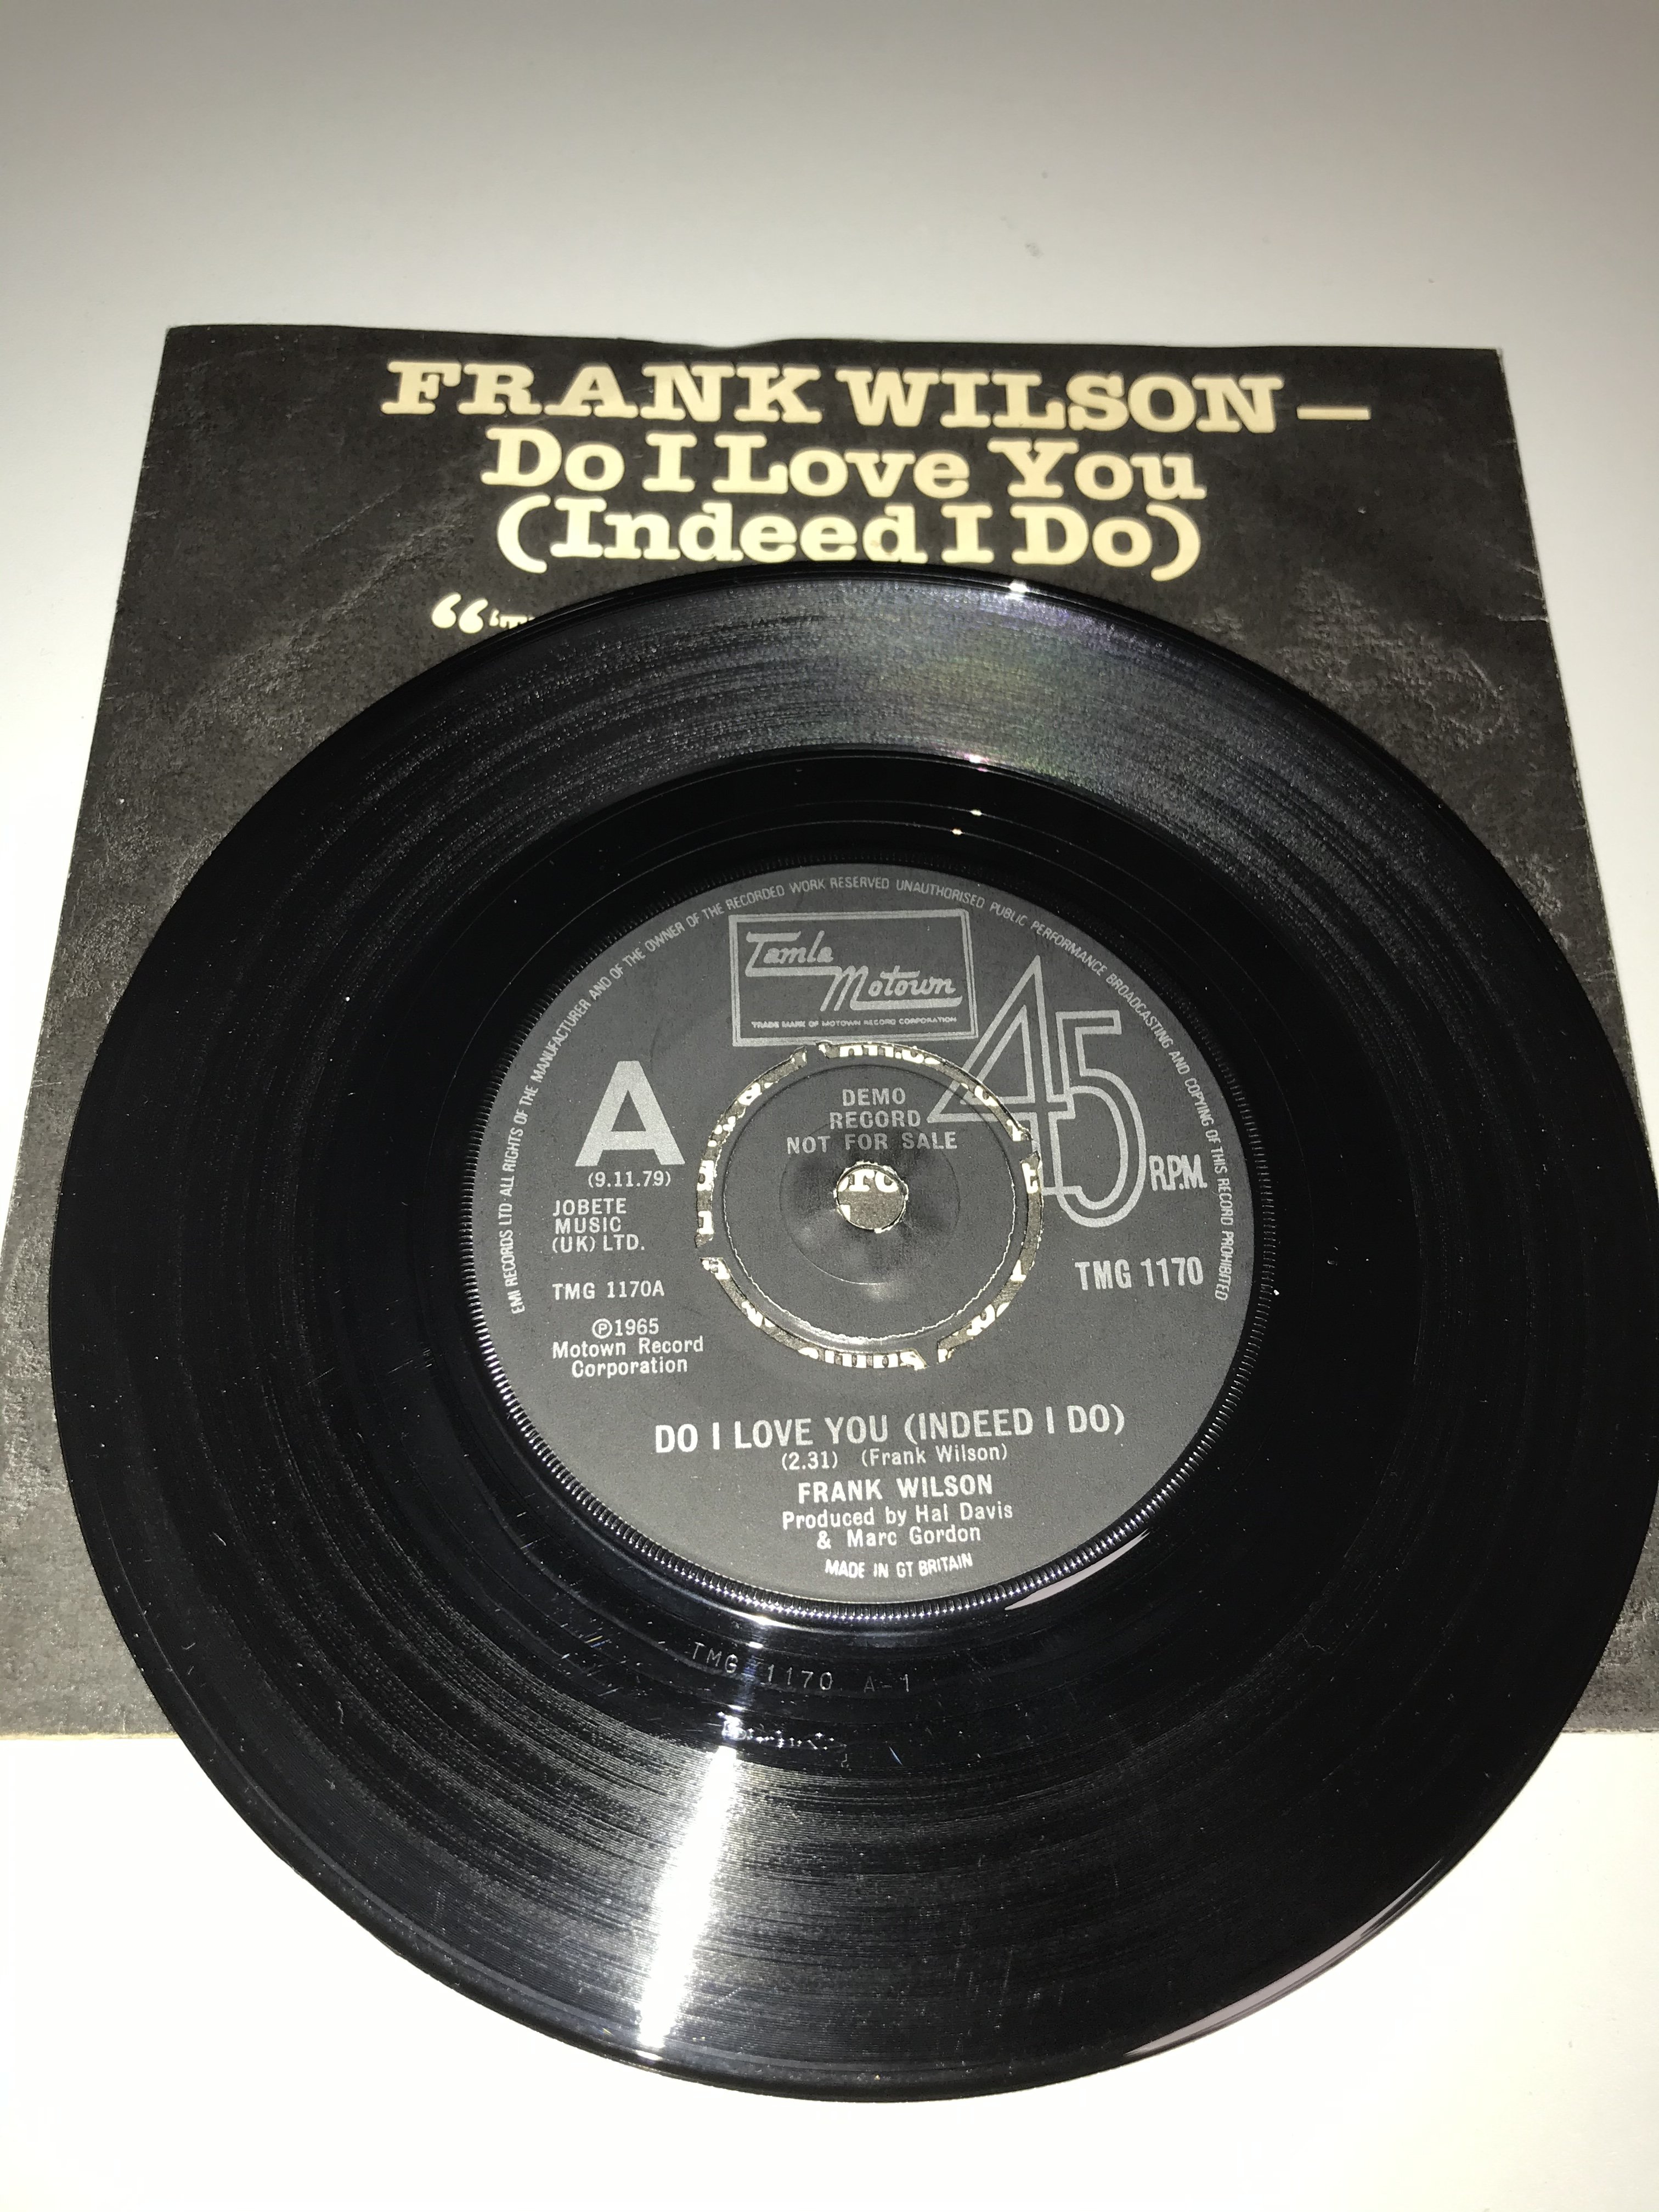 FRANK WILSON—
Do I Love You
(Indeed I Do)
“
EMI RECORDS LTD · ALL RIGHTS OF THE MANUFACTURER AND OF THE OWNER OF THE RECORDED WORK RESERVED UNAUTHORISED PUBLIC PERFORMANCE BROADCASTING AND COPYING OF THIS RECORD PROHIBITED
Tamla
Motown
TRADE MARK OF MOTOWN RECORD CORPORATION
45
R.P.M.
A
DEMO
RECORD
NOT FOR SALE
(9.11.79)
JOBETE
MUSIC
(UK) LTD.
TMG 1170
TMG 1170A
℗1965
Motown Record
Corporation
DO I LOVE YOU (INDEED I DO)
(2.31) (Frank Wilson)
FRANK WILSON
Produced by Hal Davis
& Marc Gordon
MADE IN GT BRITAIN
TMG 1170 A-1